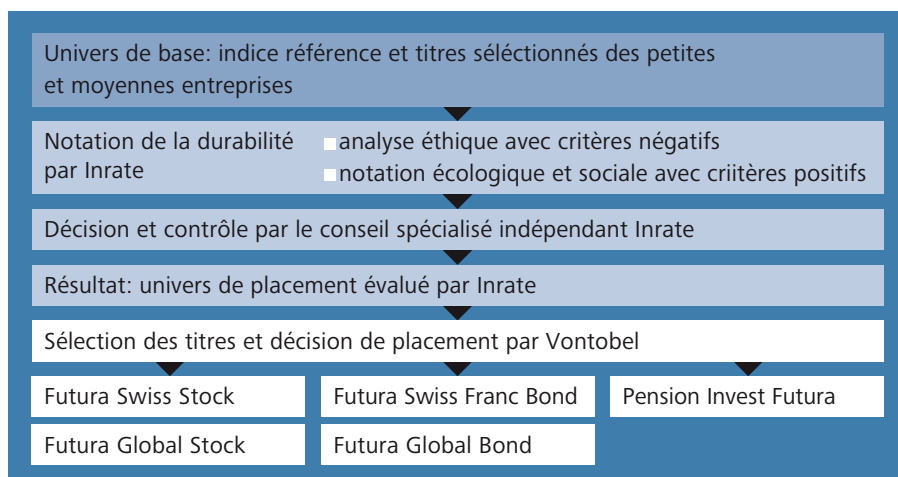 Univers de base: indice référence et titres séléctionnés des petites
et moyennes entreprises
Notation de la durabilité
par Inrate
analyse éthique avec critères négatifs
notation écologique et sociale avec criitères positifs
Décision et contrôle par le conseil spécialisé indépendant Inrate
Résultat: univers de placement évalué par Inrate
Sélection des titres et décision de placement par Vontobel
Futura Swiss Stock
Futura Swiss Franc Bond
Pension Invest Futura
Futura Global Stock
Futura Global Bond